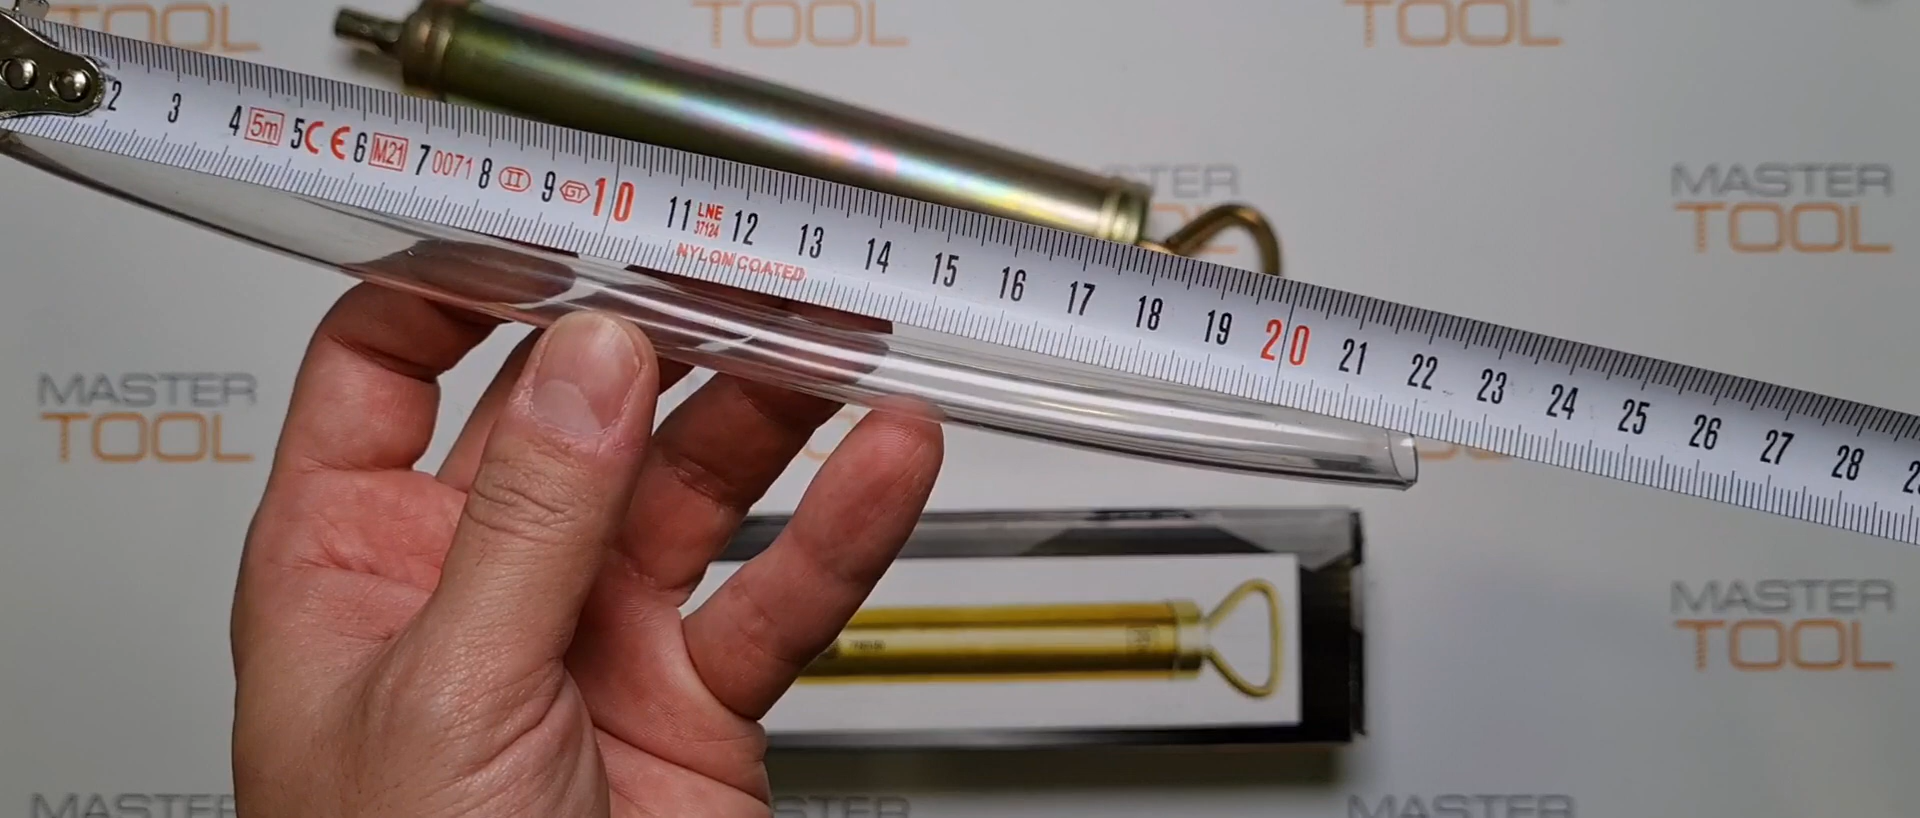 TOOL
TOOL
TOOL
2 3 4 5m 5 CE 6 M21 7 0071 8 II 9 GT 10 11 LNE 37124 12 13 14 15 16 17 18 19 20 21 22 23 24 25 26 27 28
NYLON COATED
MASTER
TOOL
MASTER
TOOL
MASTER
TOOL
MASTER
MASTER